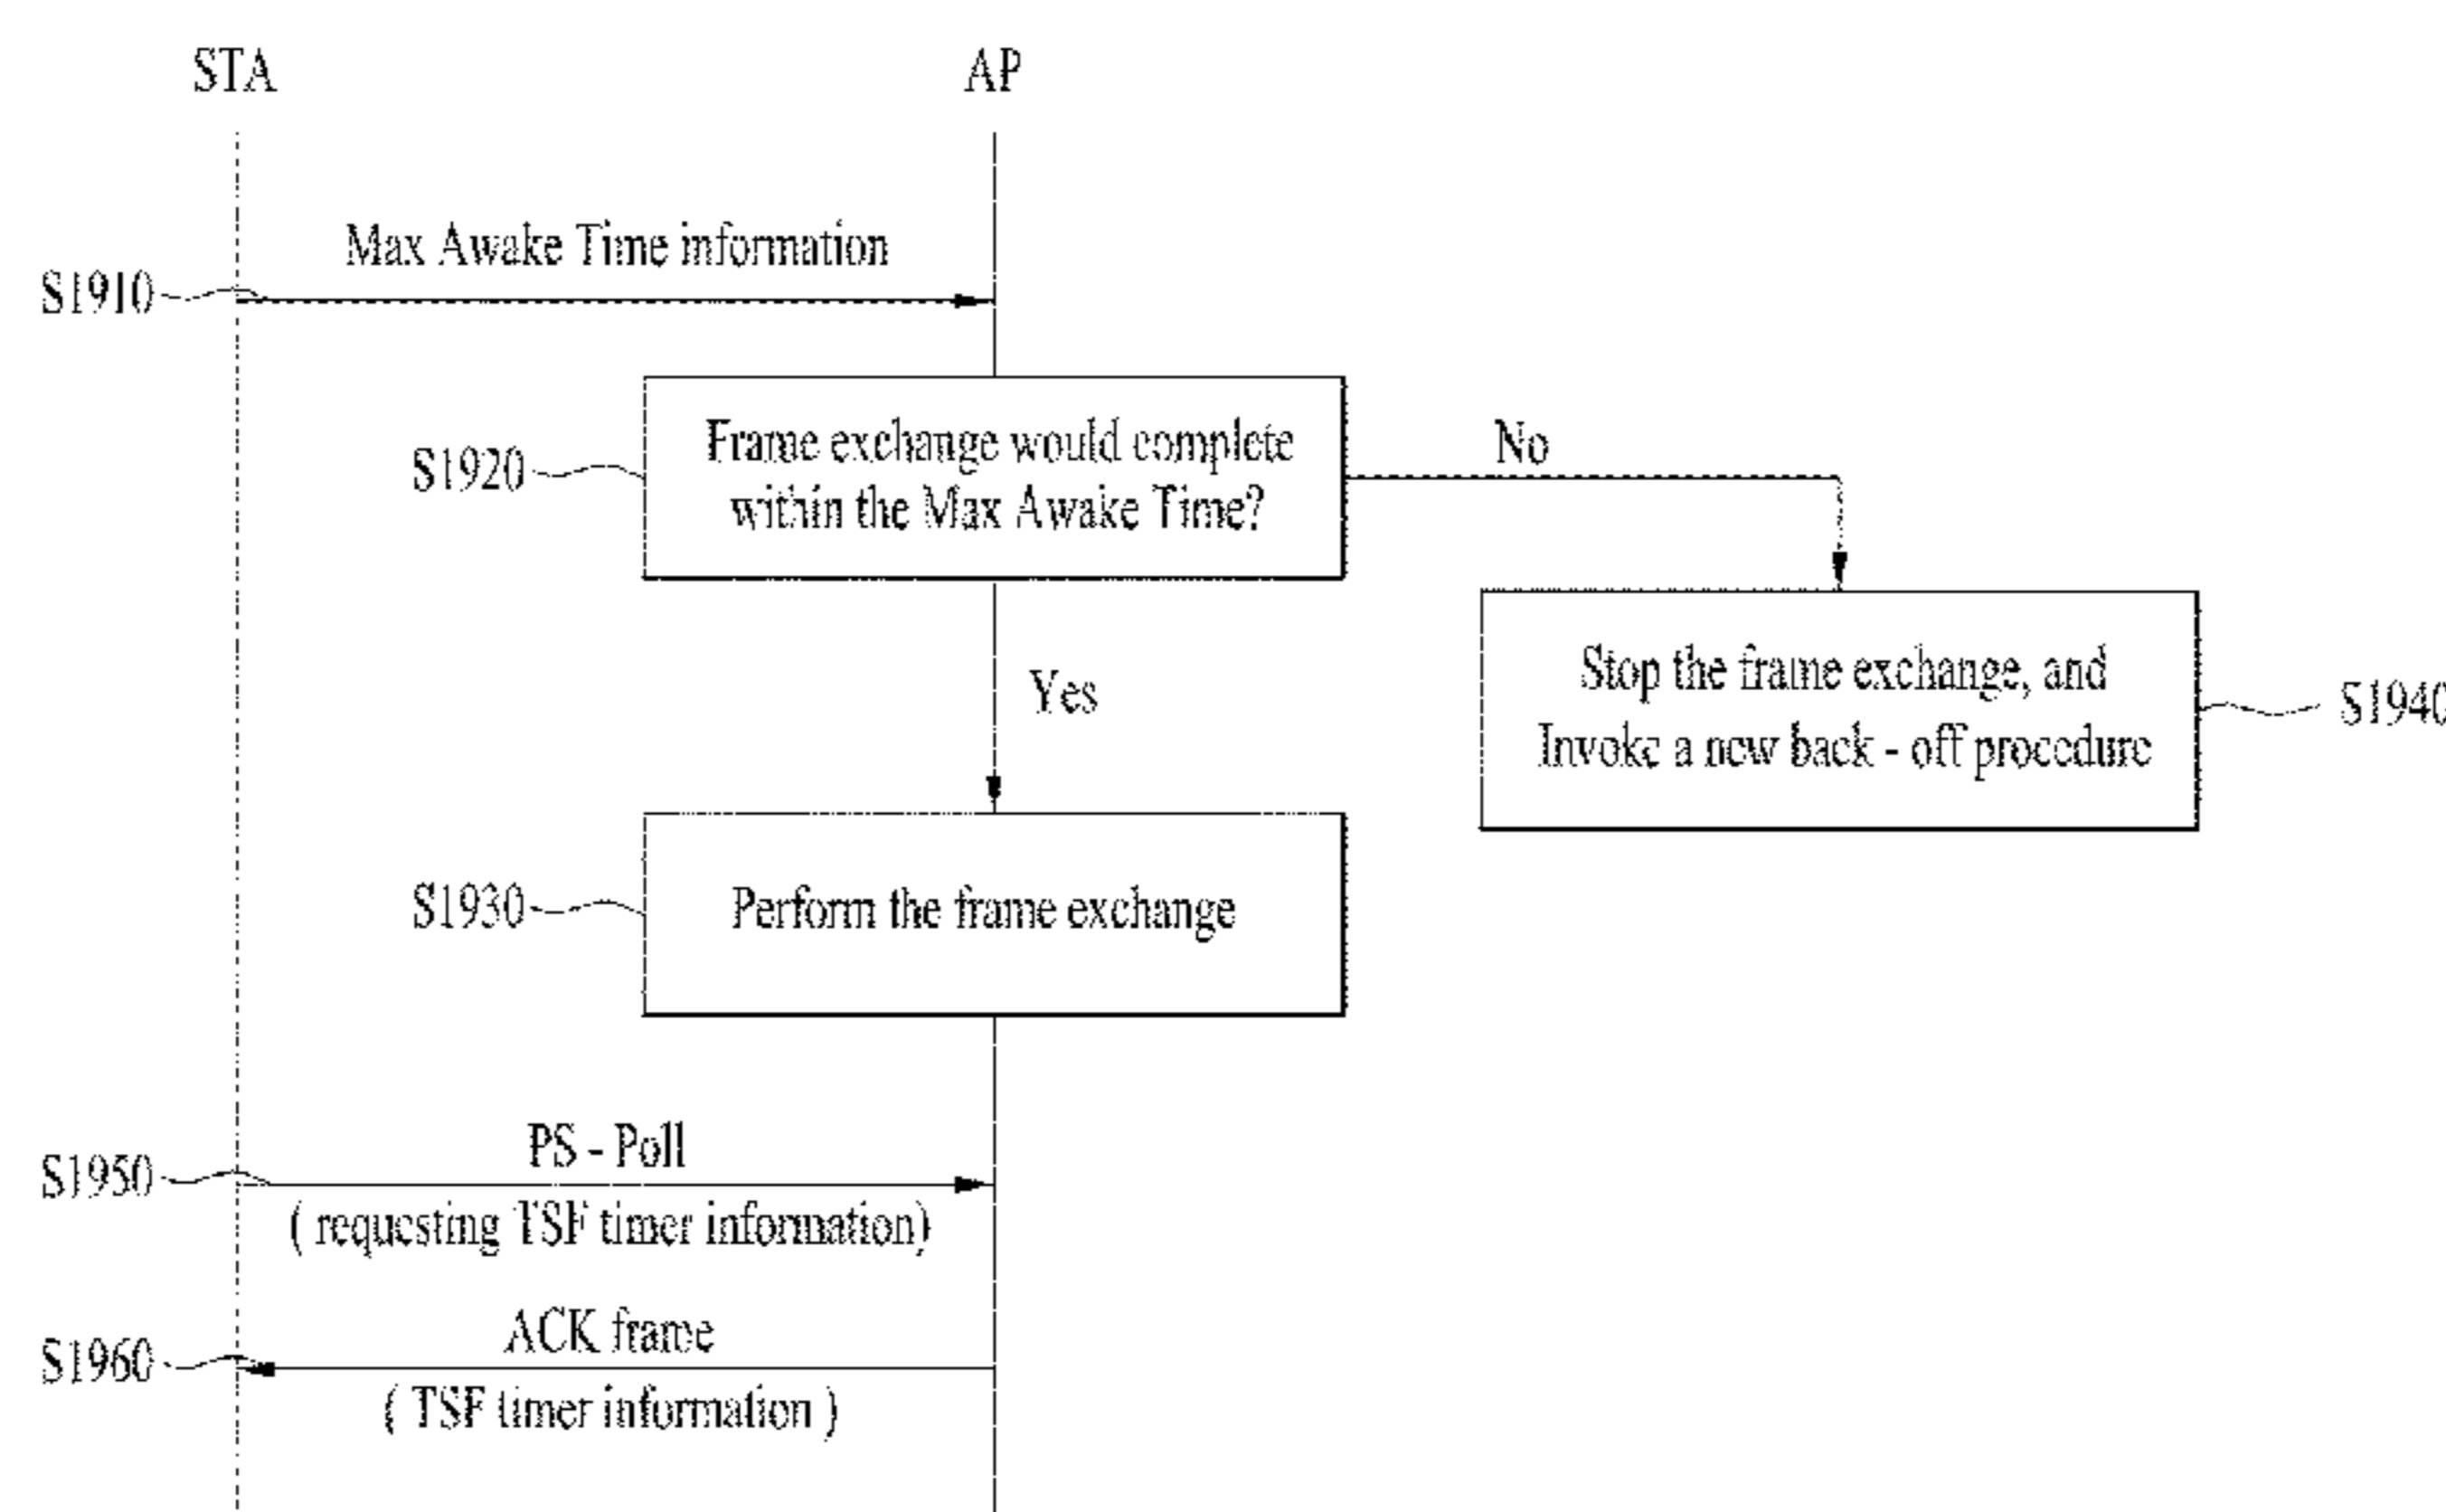 STA
AP
Max Awake Time information
S1910
Frame exchange would complete
within the Max Awake Time?
S1920
No
Yes
Stop the frame exchange, and
Invoke a new back - off procedure
S1940
Perform the frame exchange
S1930
PS - Poll
S1950
( requesting TSF timer information)
ACK frame
S1960
( TSF timer information )